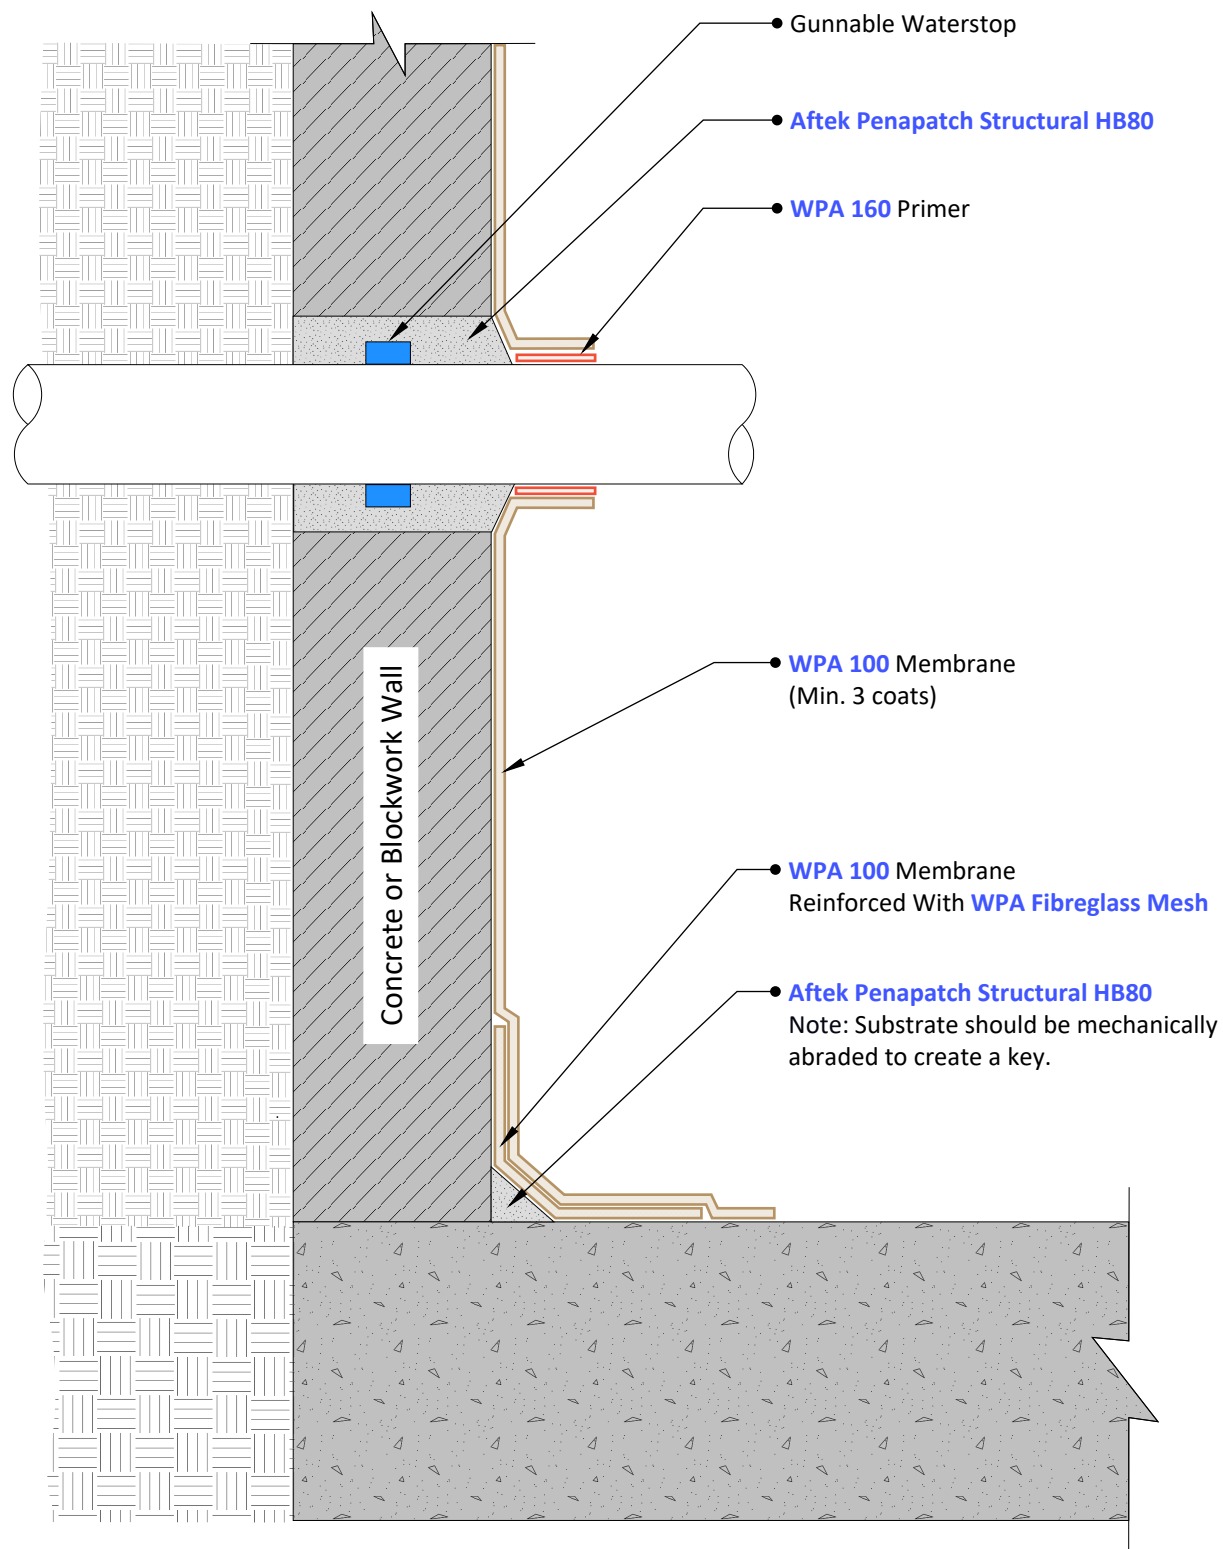 Gunnable Waterstop
Aftek Penapatch Structural HB80
WPA 160 Primer
WPA 100 Membrane
(Min. 3 coats)
Concrete or Blockwork Wall
WPA 100 Membrane
Reinforced With WPA Fibreglass Mesh
Aftek Penapatch Structural HB80
Note: Substrate should be mechanically
abraded to create a key.